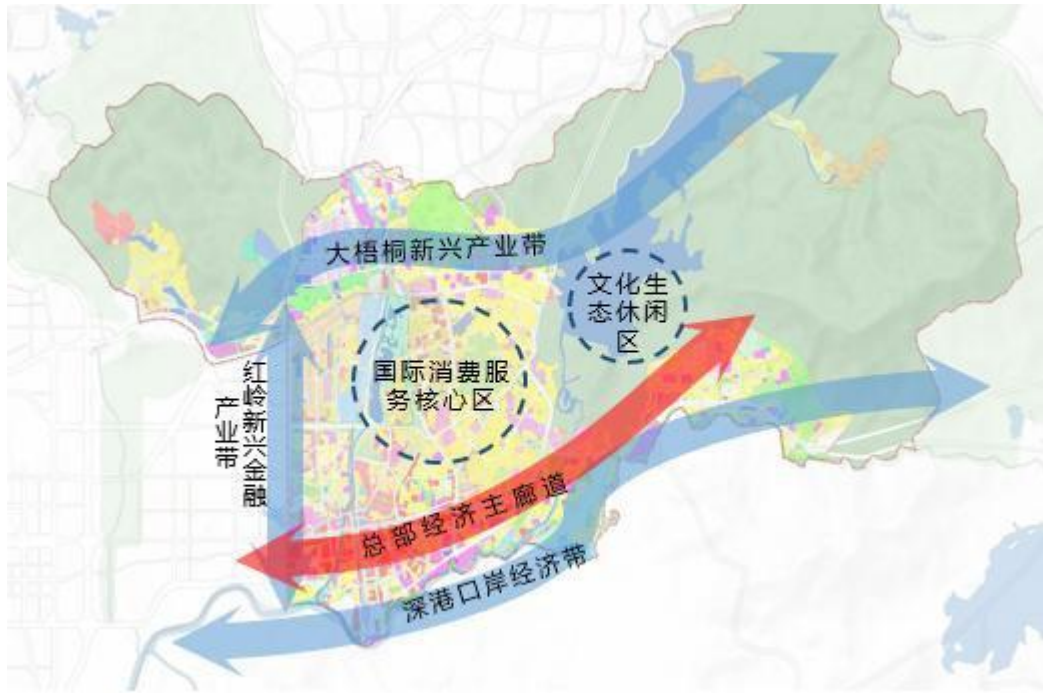 大梧桐新兴产业带
文化生
态休闲
区
国际消费服
务核心区
红岭新兴金融
产业带
总部经济主廊道
深港口岸经济带